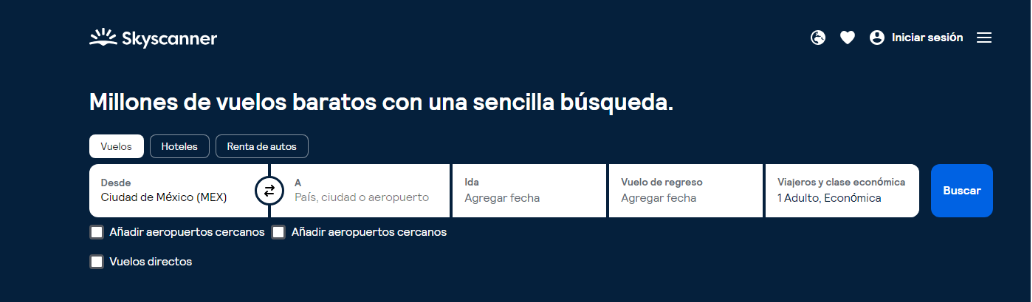 Skyscanner
Iniciar sesión
Millones de vuelos baratos con una sencilla búsqueda.
Vuelos
Hoteles
Renta de autos
Desde
Ciudad de México (MEX)
A
País, ciudad o aeropuerto
Ida
Agregar fecha
Vuelo de regreso
Agregar fecha
Viajeros y clase económica
1 Adulto, Económica
Buscar
Añadir aeropuertos cercanos
Añadir aeropuertos cercanos
Vuelos directos